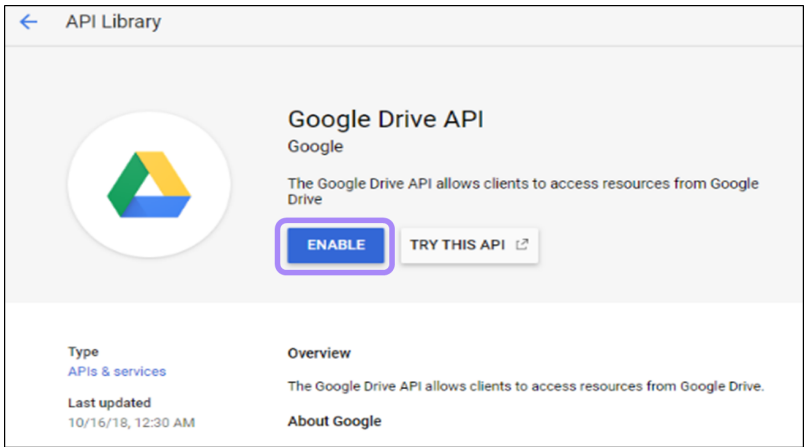 API Library
Google Drive API
Google
The Google Drive API allows clients to access resources from Google
Drive
ENABLE
TRY THIS API
Type
APIs & services
Last updated
10/16/18, 12:30 AM
Overview
The Google Drive API allows clients to access resources from Google Drive.
About Google